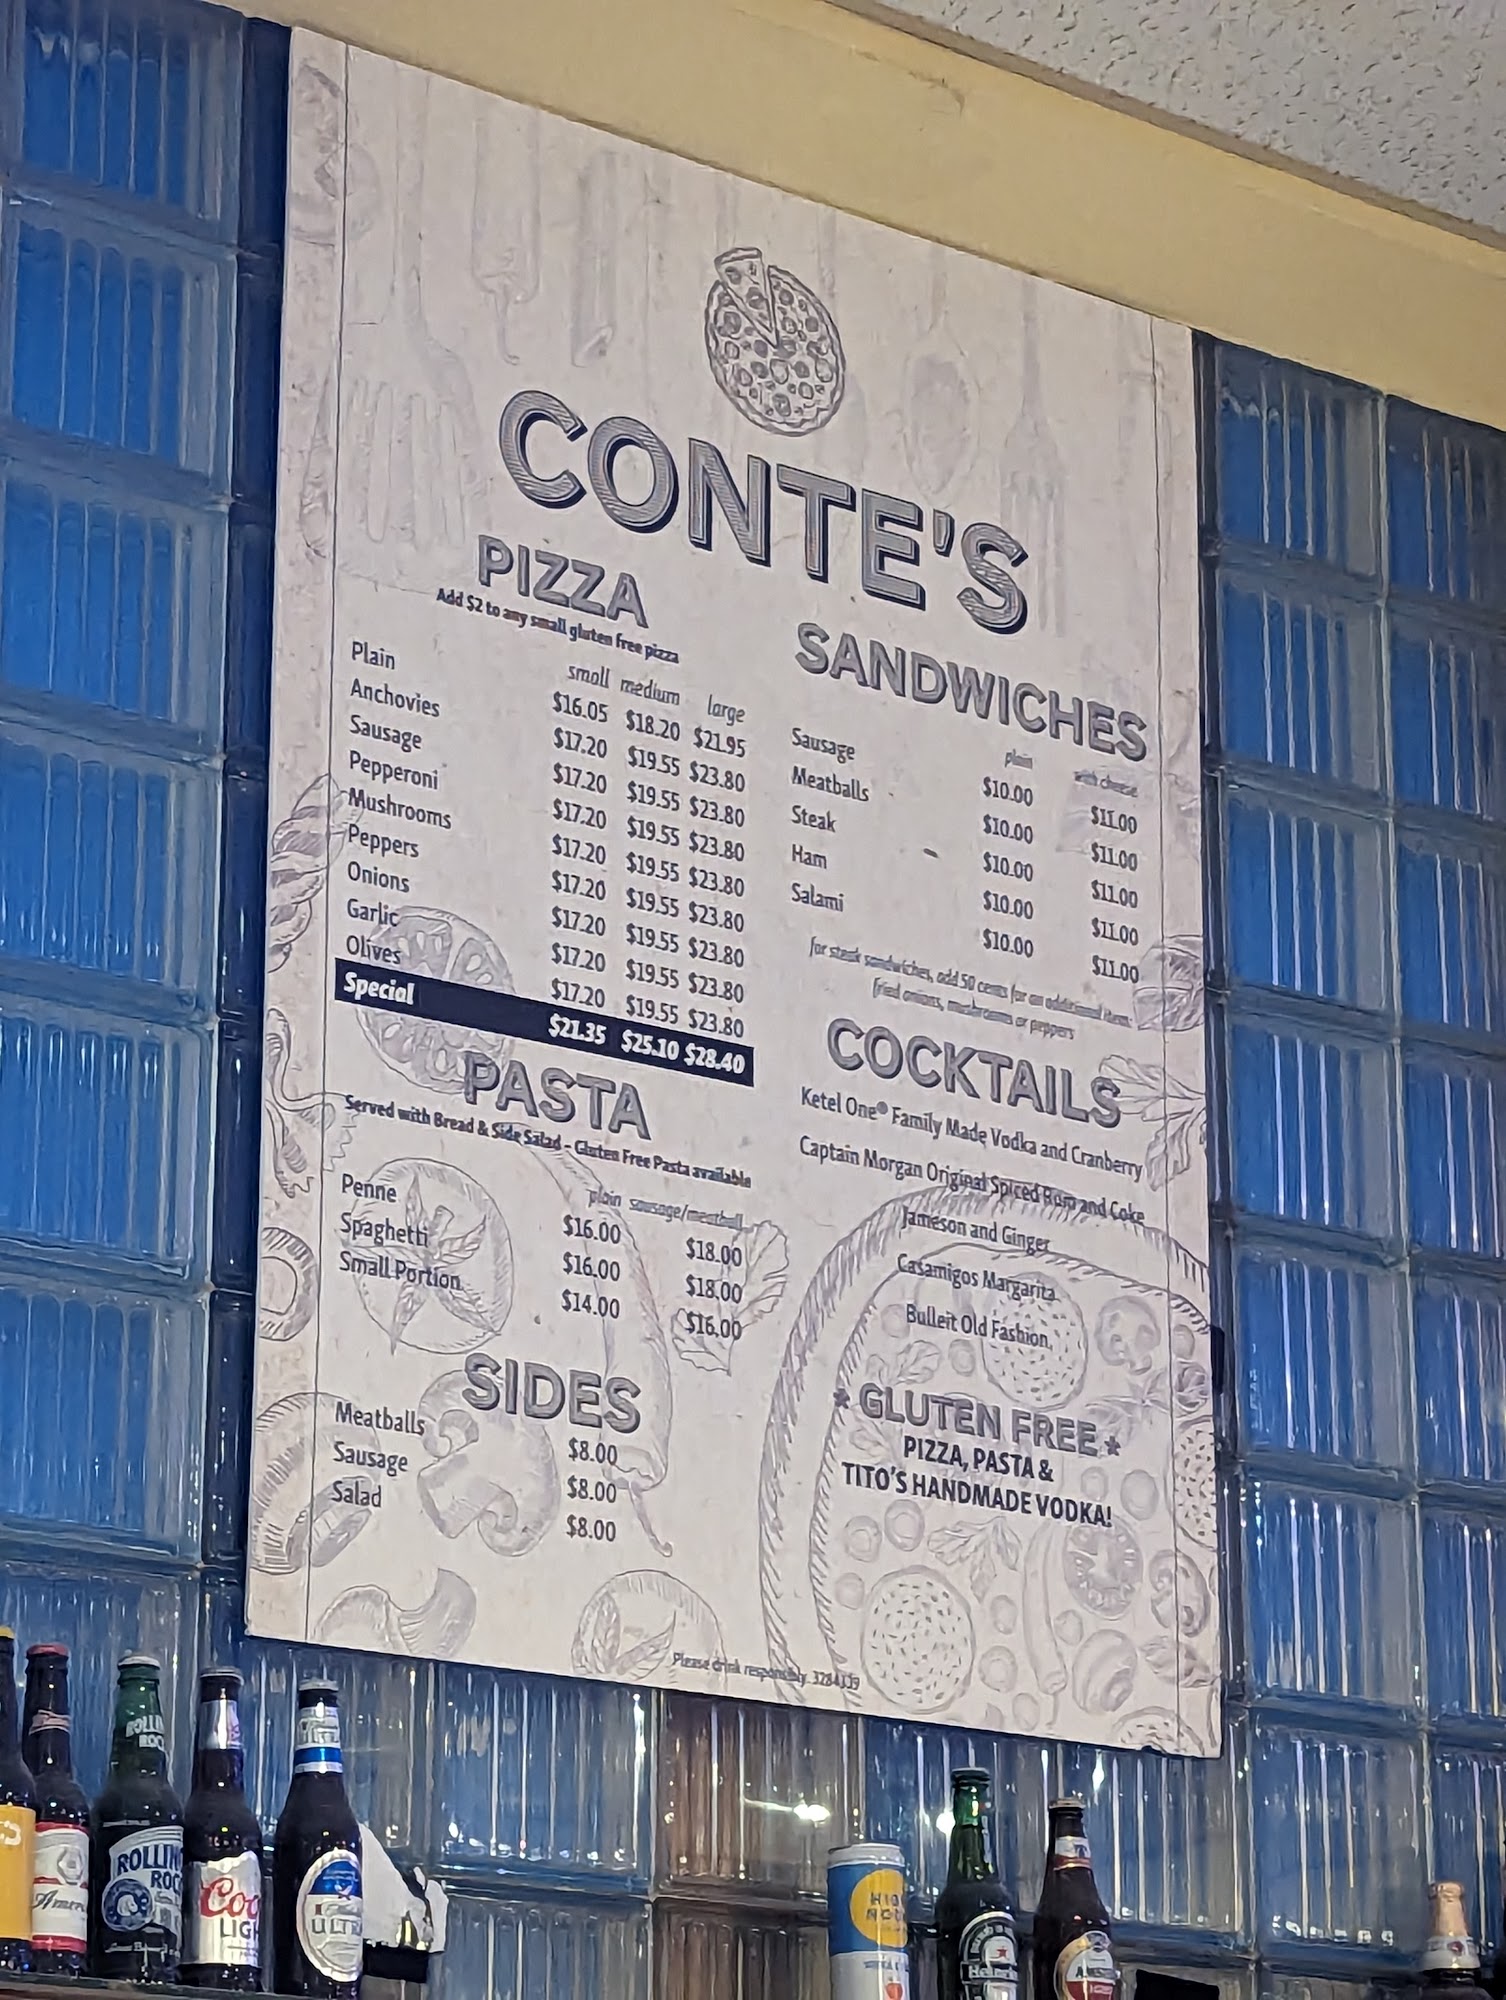 CONTE'S
PIZZA
Add $2 to any small gluten free pizza
small medium large
Plain $16.05 $18.20 $21.95
Anchovies $17.20 $19.55 $23.80
Sausage $17.20 $19.55 $23.80
Pepperoni $17.20 $19.55 $23.80
Mushrooms $17.20 $19.55 $23.80
Peppers $17.20 $19.55 $23.80
Onions $17.20 $19.55 $23.80
Garlic $17.20 $19.55 $23.80
Olives $17.20 $19.55 $23.80
Special $21.35 $25.10 $28.40
PASTA
Served with Bread & Side Salad - Gluten Free Pasta available
plain sausage/meatball
Penne $16.00 $18.00
Spaghetti $16.00 $18.00
Small Portion $14.00 $16.00
SIDES
Meatballs $8.00
Sausage $8.00
Salad $8.00
SANDWICHES
plain with cheese
Sausage $10.00 $11.00
Meatballs $10.00 $11.00
Steak $10.00 $11.00
Ham $10.00 $11.00
Salami $10.00 $11.00
for steak sandwiches, add 50 cents for an additional item:
fried onions, mushrooms or peppers
COCKTAILS
Ketel One® Family Made Vodka and Cranberry
Captain Morgan Original Spiced Rum and Coke
Jameson and Ginger
Casamigos Margarita
Bulleit Old Fashion
* GLUTEN FREE *
PIZZA, PASTA &
TITO'S HANDMADE VODKA!
Please drink responsibly. 3284339
ROLLIN
ROC
Coo
LIGH
ULTRA
HIGH
NOON
Heineken